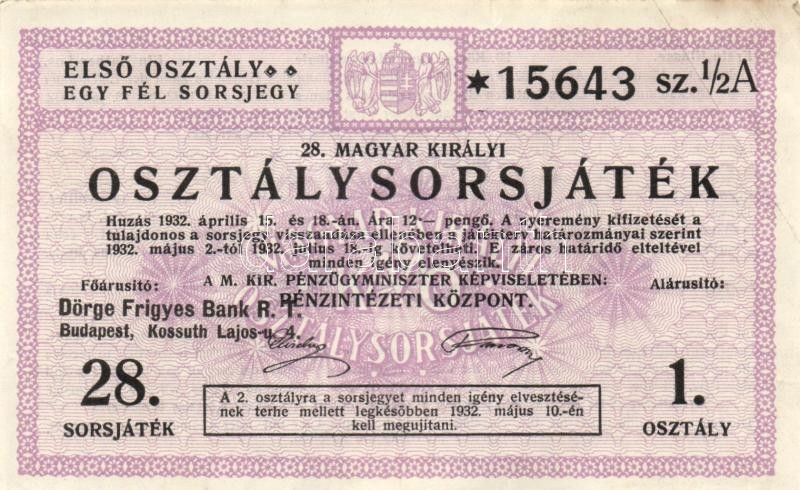 ELSŐ OSZTÁLY
EGY FÉL SORSJEGY
*15643 sz. ½A
28. MAGYAR KIRÁLYI
OSZTÁLYSORSJÁTÉK
Huzás 1932. április 15. és 18-án. Ára 12·— pengő. A nyeremény kifizetését a
tulajdonos a sorsjegy visszaadása ellenében a játékterv határozmányai szerint
1932. május 2.-tól 1932. július 18.-ig követelheti. E záros határidő elteltével
minden igény elenyészik.
A M. KIR. PÉNZÜGYMINISZTER KÉPVISELETÉBEN:
PÉNZINTÉZETI KÖZPONT.
Főárusító:
Dörge Frigyes Bank R. T.
Budapest, Kossuth Lajos-u. 4.
Alárusító:
OSZTÁLYSORSJÁTÉK
28.
SORSJÁTÉK
A 2. osztályra a sorsjegyet minden igény elvesztésé-
nek terhe mellett legkésőbben 1932. május 10.-én
kell megujítani.
1.
OSZTÁLY